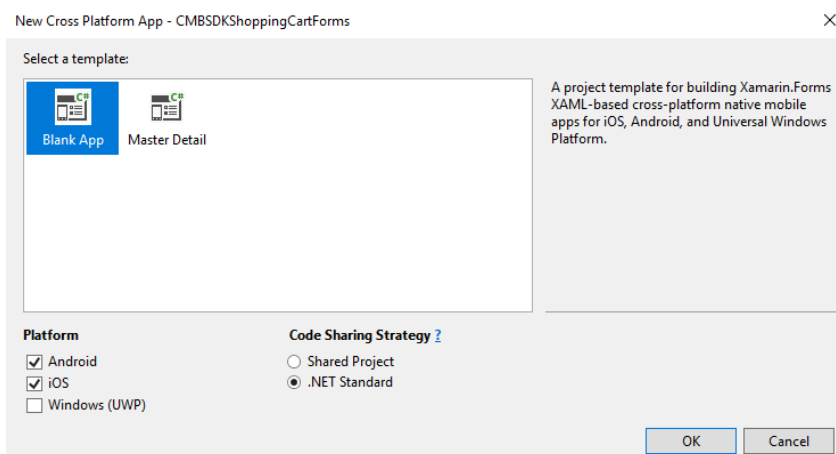 New Cross Platform App - CMBSDKShoppingCartForms
Select a template:
C#
Blank App
C#
Master Detail
A project template for building Xamarin.Forms
XAML-based cross-platform native mobile
apps for iOS, Android, and Universal Windows
Platform.
Platform
Android
iOS
Windows (UWP)
Code Sharing Strategy ?
Shared Project
.NET Standard
OK
Cancel